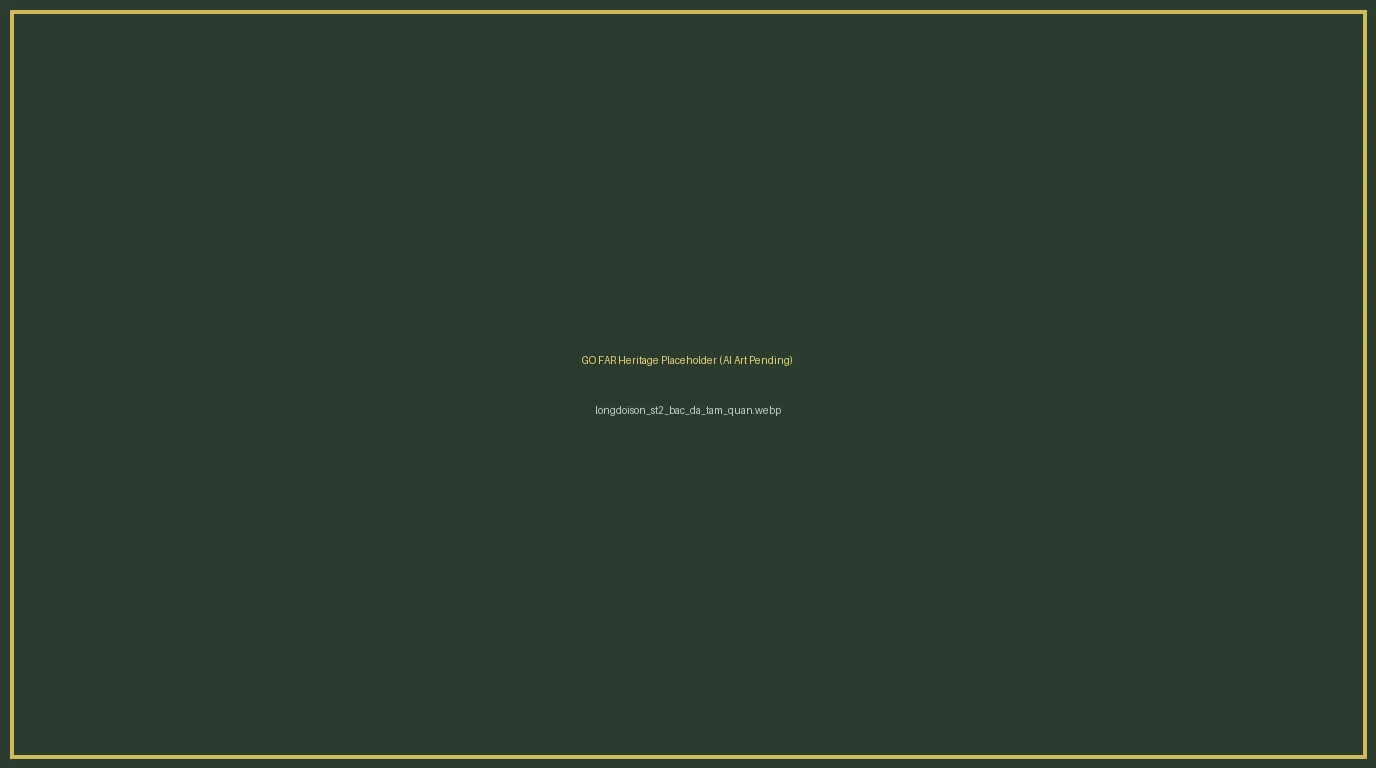 GO FAR Heritage Placeholder (AI Art Pending)
longdoison_st2_bac_da_tam_quan.webp